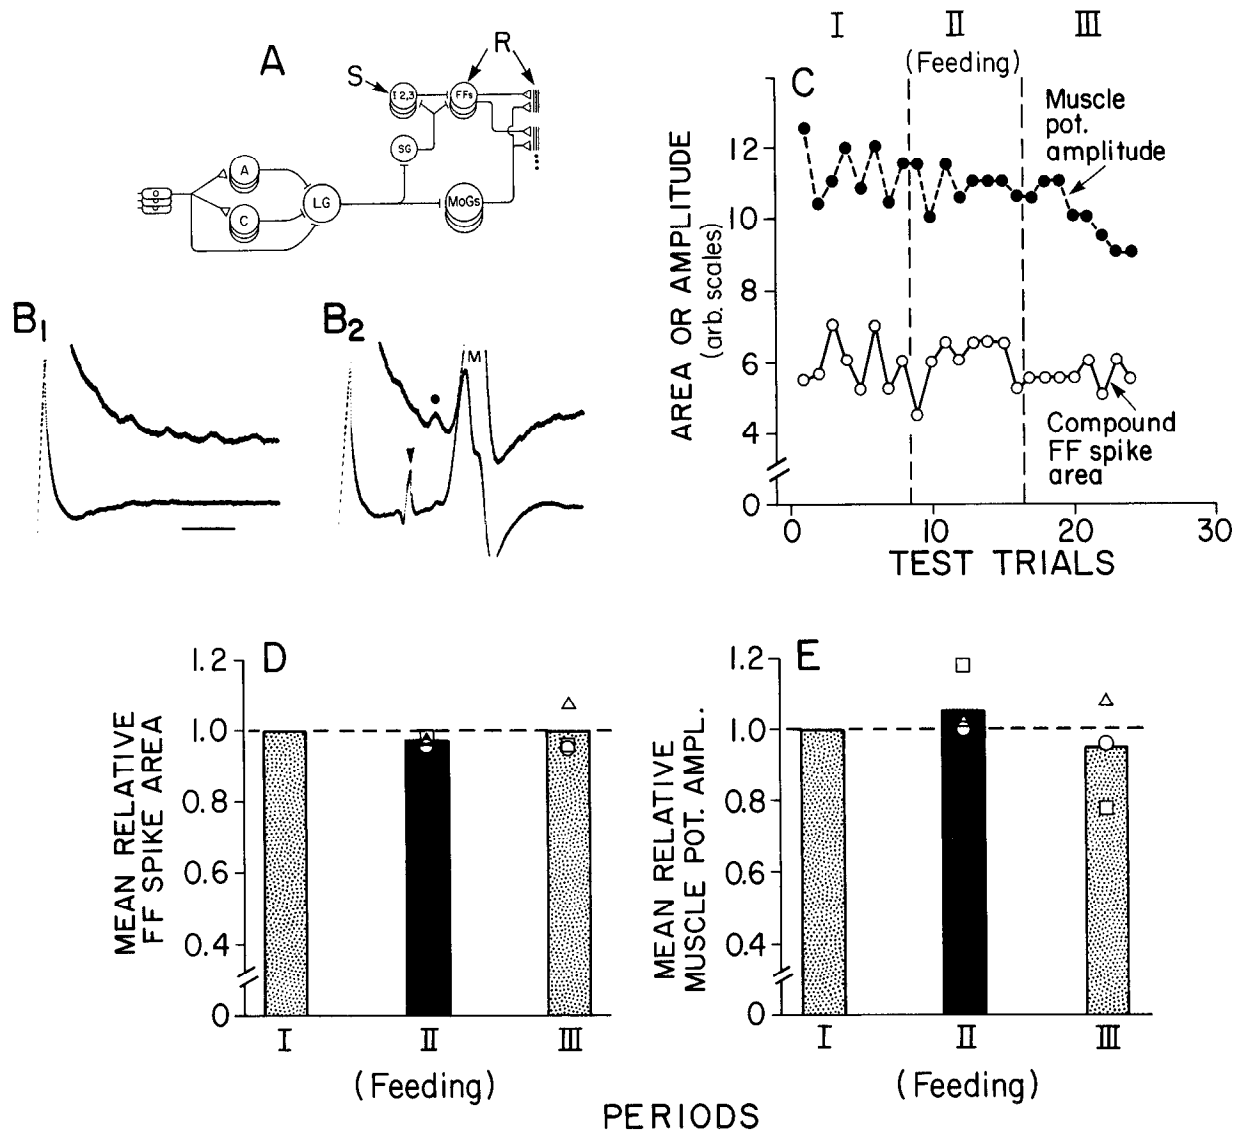 A
S
R
I 2,3
FFs
SG
A
C
LG
MoGs
B1
B2
M
I
II
III
(Feeding)
C
Muscle
pot.
amplitude
Compound
FF spike
area
AREA OR AMPLITUDE
(arb. scales)
12
10
8
6
4
0
0
10
20
30
TEST TRIALS
D
MEAN RELATIVE
FF SPIKE AREA
1.2
1.0
0.8
0.6
0.4
0
I
II
III
(Feeding)
E
MEAN RELATIVE
MUSCLE POT. AMPL.
1.2
1.0
0.8
0.6
0.4
0
I
II
III
(Feeding)
PERIODS